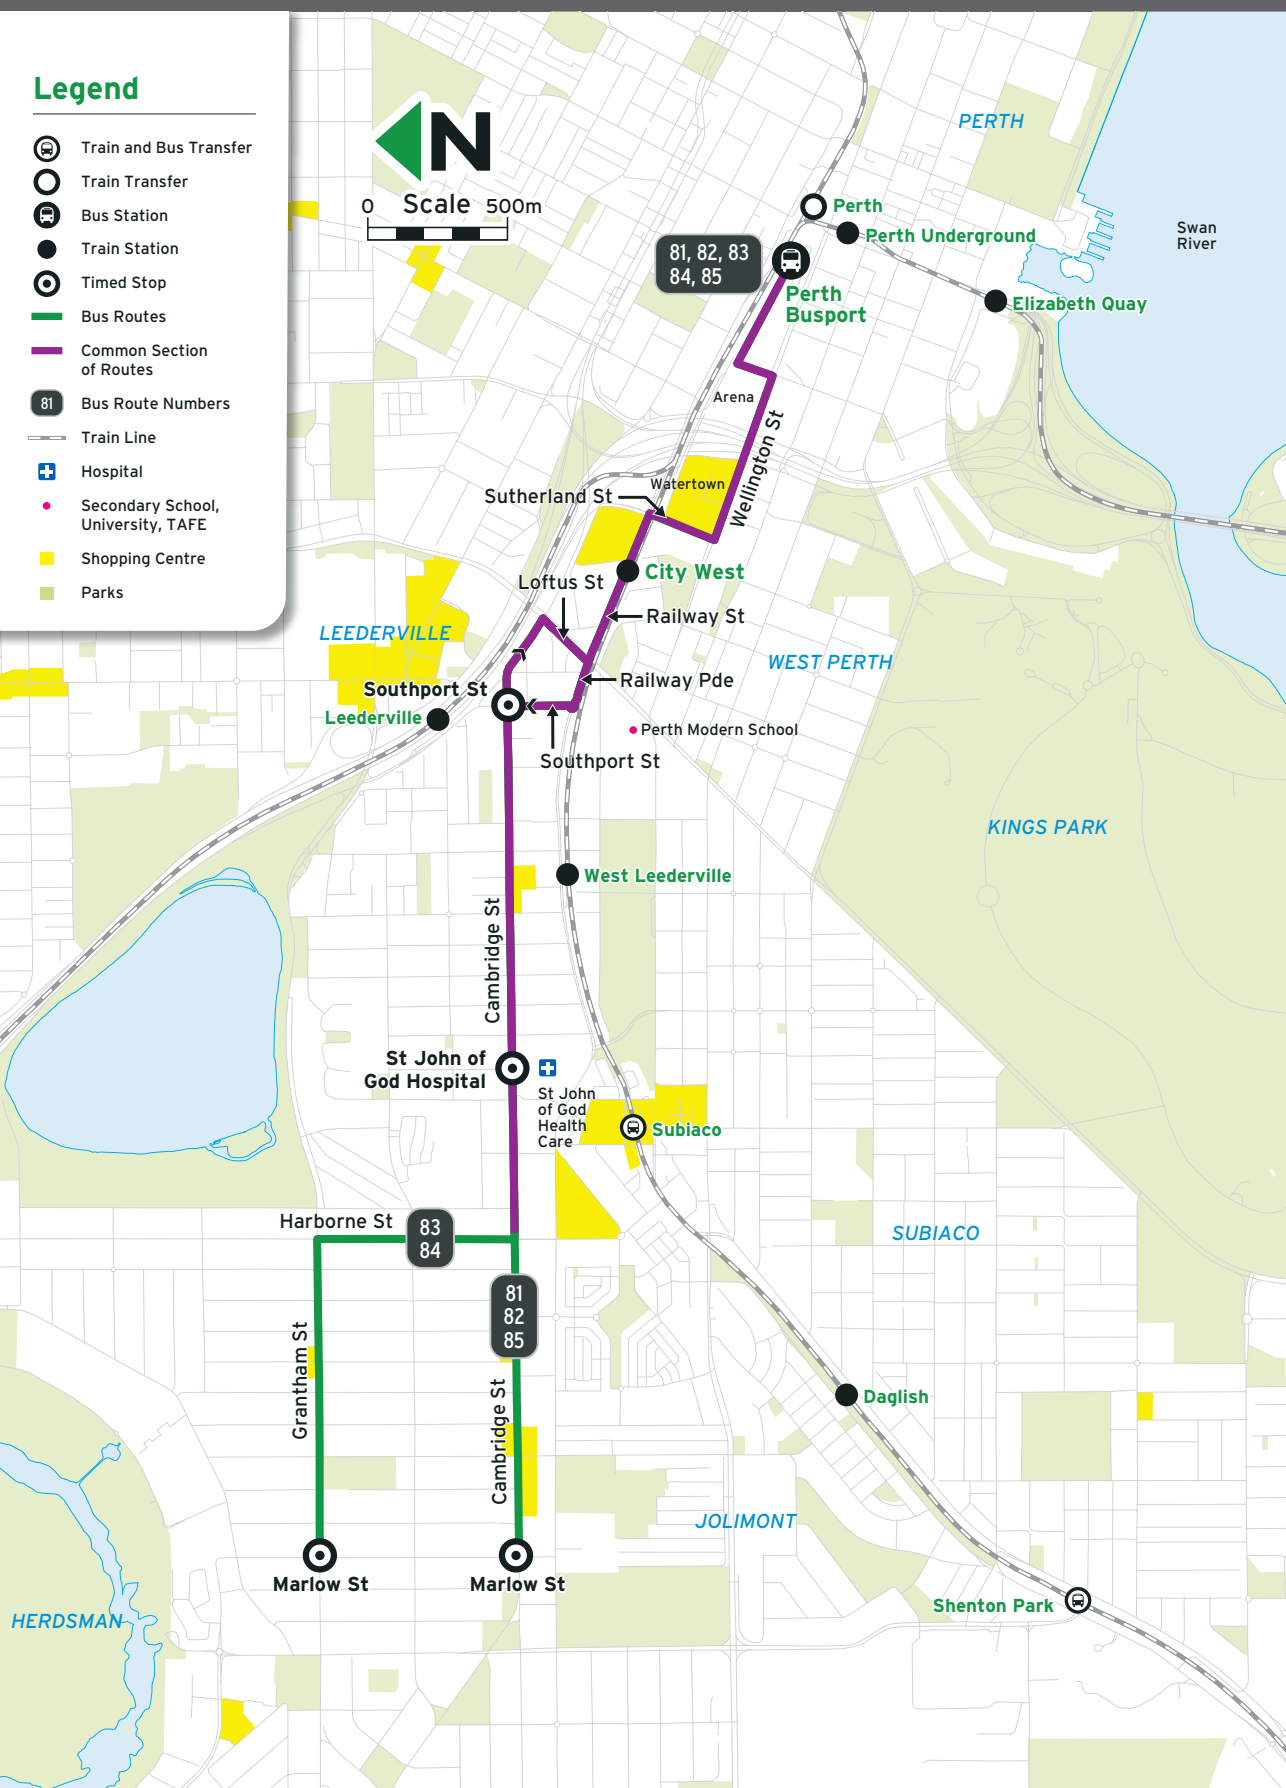 Legend
Train and Bus Transfer
Train Transfer
Bus Station
Train Station
Timed Stop
Bus Routes
Common Section
of Routes
81
Bus Route Numbers
Train Line
Hospital
Secondary School,
University, TAFE
Shopping Centre
Parks
N
0 Scale 500m
PERTH
Swan
River
Perth
Perth Underground
81, 82, 83
84, 85
Perth
Busport
Elizabeth Quay
Arena
Wellington St
Watertown
Sutherland St
City West
Loftus St
Railway St
LEEDERVILLE
WEST PERTH
Railway Pde
Southport St
Leederville
Perth Modern School
Southport St
KINGS PARK
West Leederville
Cambridge St
St John of
God Hospital
St John
of God
Health
Care
Subiaco
Harborne St
83
84
SUBIACO
81
82
85
Grantham St
Cambridge St
Daglish
JOLIMONT
Marlow St
Marlow St
Shenton Park
HERDSMAN